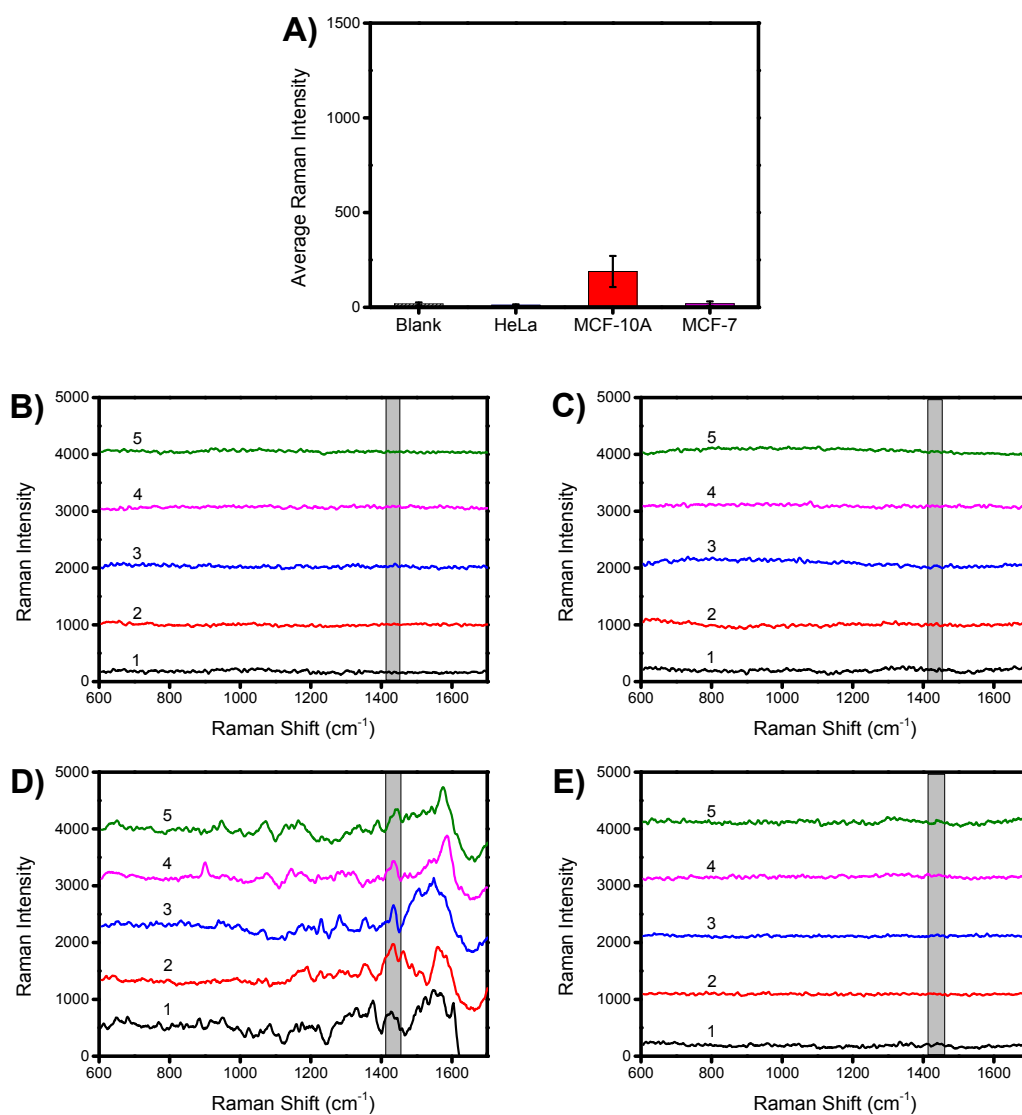 A)
1500
1000
500
0
Average Raman Intensity
Blank HeLa MCF-10A MCF-7
B)
5000
4000
3000
2000
1000
0
Raman Intensity
5
4
3
2
1
600 800 1000 1200 1400 1600
Raman Shift (cm⁻¹)
C)
5000
4000
3000
2000
1000
0
Raman Intensity
5
4
3
2
1
600 800 1000 1200 1400 1600
Raman Shift (cm⁻¹)
D)
5000
4000
3000
2000
1000
0
Raman Intensity
5
4
3
2
1
600 800 1000 1200 1400 1600
Raman Shift (cm⁻¹)
E)
5000
4000
3000
2000
1000
0
Raman Intensity
5
4
3
2
1
600 800 1000 1200 1400 1600
Raman Shift (cm⁻¹)